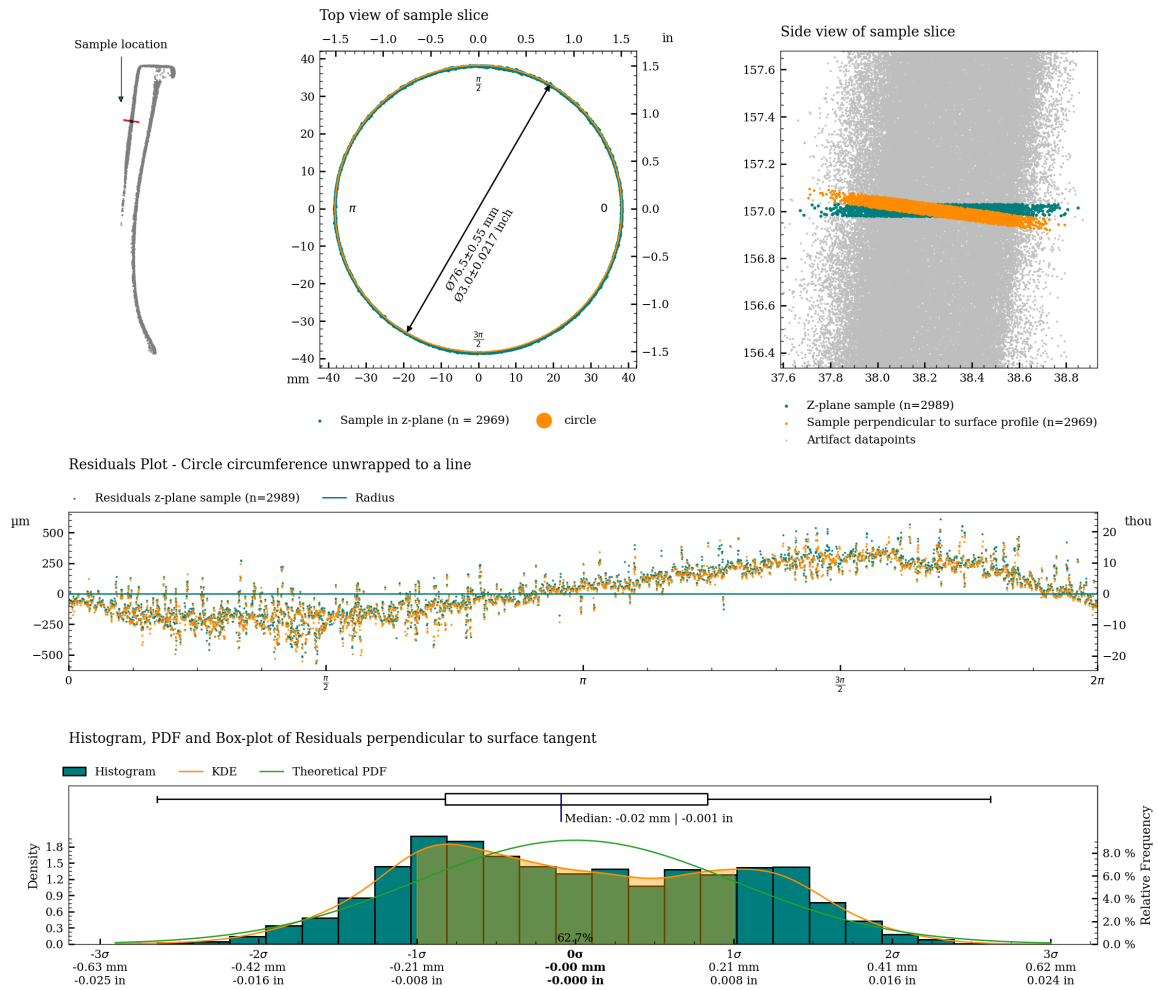 Sample location
Top view of sample slice
−1.5 −1.0 −0.5 0.0 0.5 1.0 1.5 in
40
30
20
10
0
−10
−20
−30
−40
1.5
1.0
0.5
0.0
−0.5
−1.0
−1.5
π/2
π
0
3π/2
Ø76.5±0.55 mm
Ø3.0±0.0217 inch
mm −40 −30 −20 −10 0 10 20 30 40
Sample in z-plane (n = 2969)
circle
Side view of sample slice
157.6
157.4
157.2
157.0
156.8
156.6
156.4
37.6 37.8 38.0 38.2 38.4 38.6 38.8
Z-plane sample (n=2989)
Sample perpendicular to surface profile (n=2969)
Artifact datapoints
Residuals Plot - Circle circumference unwrapped to a line
Residuals z-plane sample (n=2989)
Radius
µm
500
250
0
−250
−500
thou
20
10
0
−10
−20
0 π/2 π 3π/2 2π
Histogram, PDF and Box-plot of Residuals perpendicular to surface tangent
Histogram
KDE
Theoretical PDF
Median: -0.02 mm | -0.001 in
Density
1.8
1.5
1.2
0.9
0.6
0.3
0.0
Relative Frequency
8.0 %
6.0 %
4.0 %
2.0 %
0.0 %
62.7%
-3σ -2σ -1σ 0σ 1σ 2σ 3σ
-0.63 mm -0.42 mm -0.21 mm -0.00 mm 0.21 mm 0.41 mm 0.62 mm
-0.025 in -0.016 in -0.008 in -0.000 in 0.008 in 0.016 in 0.024 in